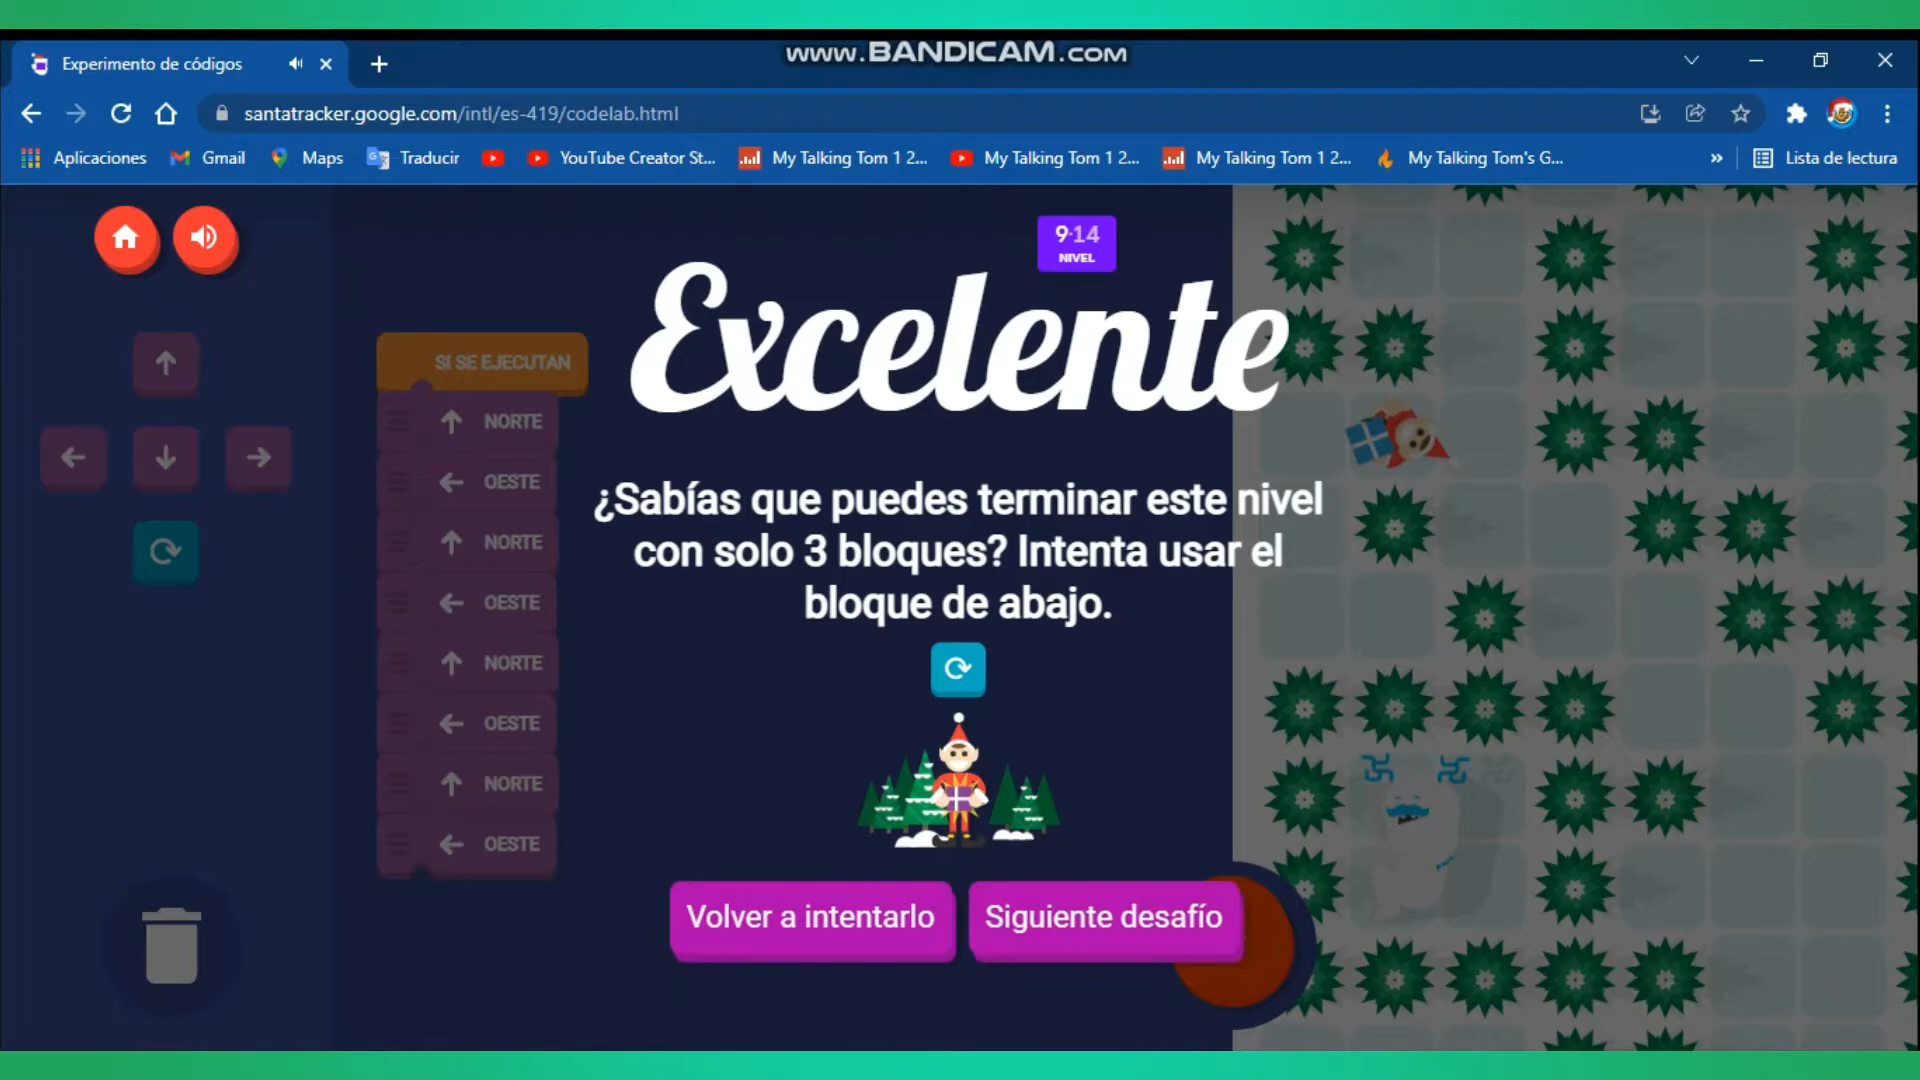 www.BANDICAM.com
Experimento de códigos
santatracker.google.com/intl/es-419/codelab.html
Aplicaciones
Gmail
Maps
Traducir
YouTube Creator St...
My Talking Tom 1 2...
My Talking Tom 1 2...
My Talking Tom 1 2...
My Talking Tom's G...
»
Lista de lectura
9·14
NIVEL
Excelente
SI SE EJECUTAN
NORTE
OESTE
NORTE
OESTE
NORTE
OESTE
NORTE
OESTE
¿Sabías que puedes terminar este nivel
con solo 3 bloques? Intenta usar el
bloque de abajo.
Volver a intentarlo
Siguiente desafío